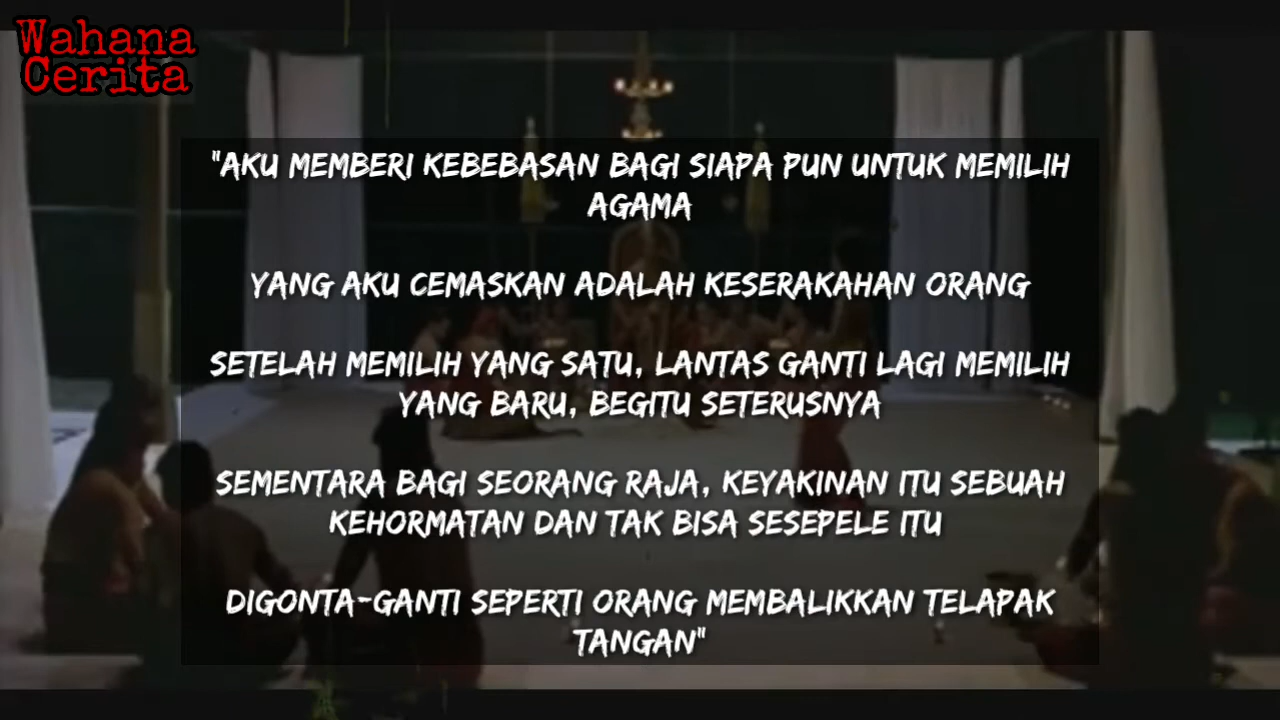 Wahana
Cerita
"AKU MEMBERI KEBEBASAN BAGI SIAPA PUN UNTUK MEMILIH
AGAMA
YANG AKU CEMASKAN ADALAH KESERAKAHAN ORANG
SETELAH MEMILIH YANG SATU, LANTAS GANTI LAGI MEMILIH
YANG BARU, BEGITU SETERUSNYA
SEMENTARA BAGI SEORANG RAJA, KEYAKINAN ITU SEBUAH
KEHORMATAN DAN TAK BISA SESEPELE ITU
DIGONTA-GANTI SEPERTI ORANG MEMBALIKKAN TELAPAK
TANGAN"